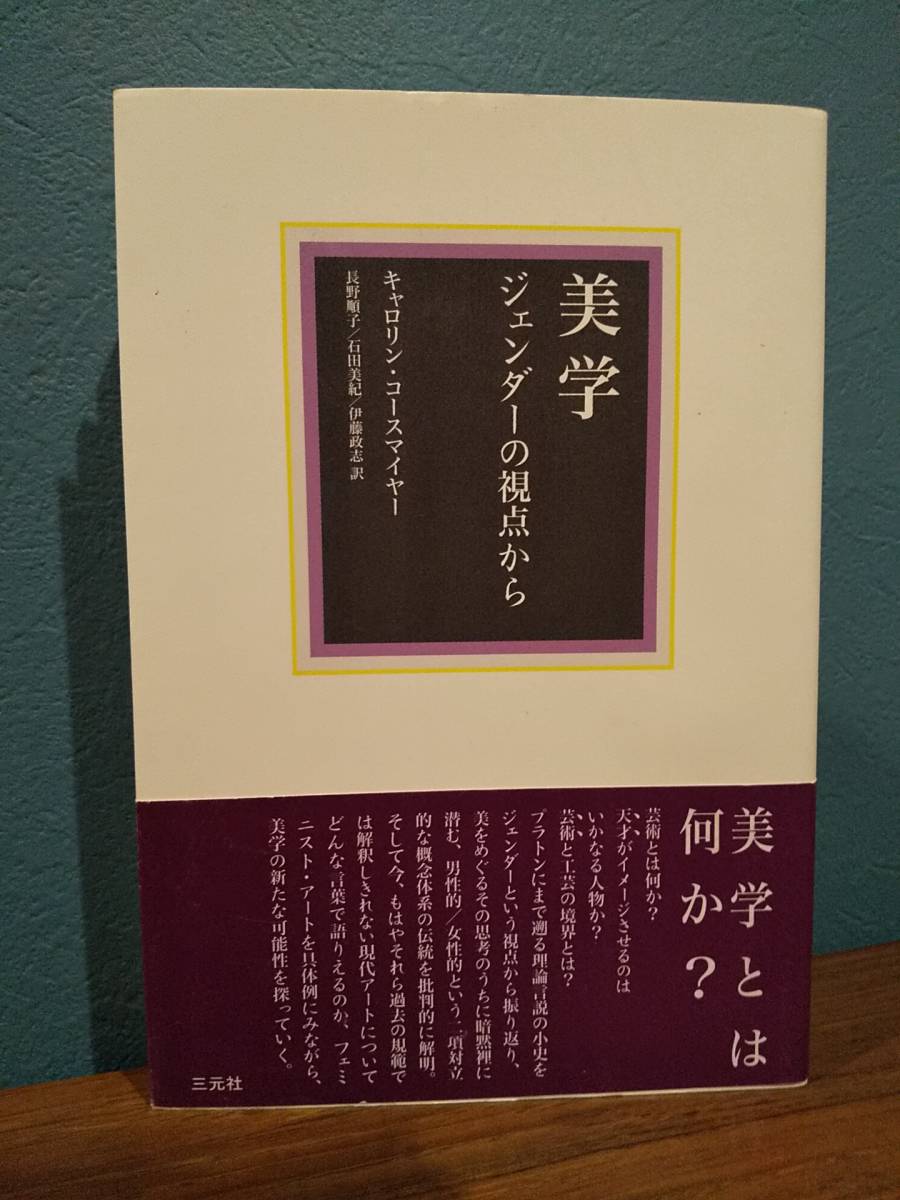 美学
ジェンダーの視点から
キャロリン・コースマイヤー
長野順子/石田美紀/伊藤政志 訳
美学とは
何か?
芸術とは何か?
天才がイメージさせるのは
いかなる人物か?
芸術と工芸の境界とは?
プラトンにまで遡る理論言説の小史を
ジェンダーという視点から振り返り、
美をめぐるその思考のうちに暗黙裡に
潜む、男性的/女性的という二項対立
的な概念体系の伝統を批判的に解明。
そして今、もはやそれら過去の規範で
は解釈しきれない現代アートについて
どんな言葉で語りえるのか、フェミ
ニスト・アートを具体例にみながら、
美学の新たな可能性を探っていく。
三元社